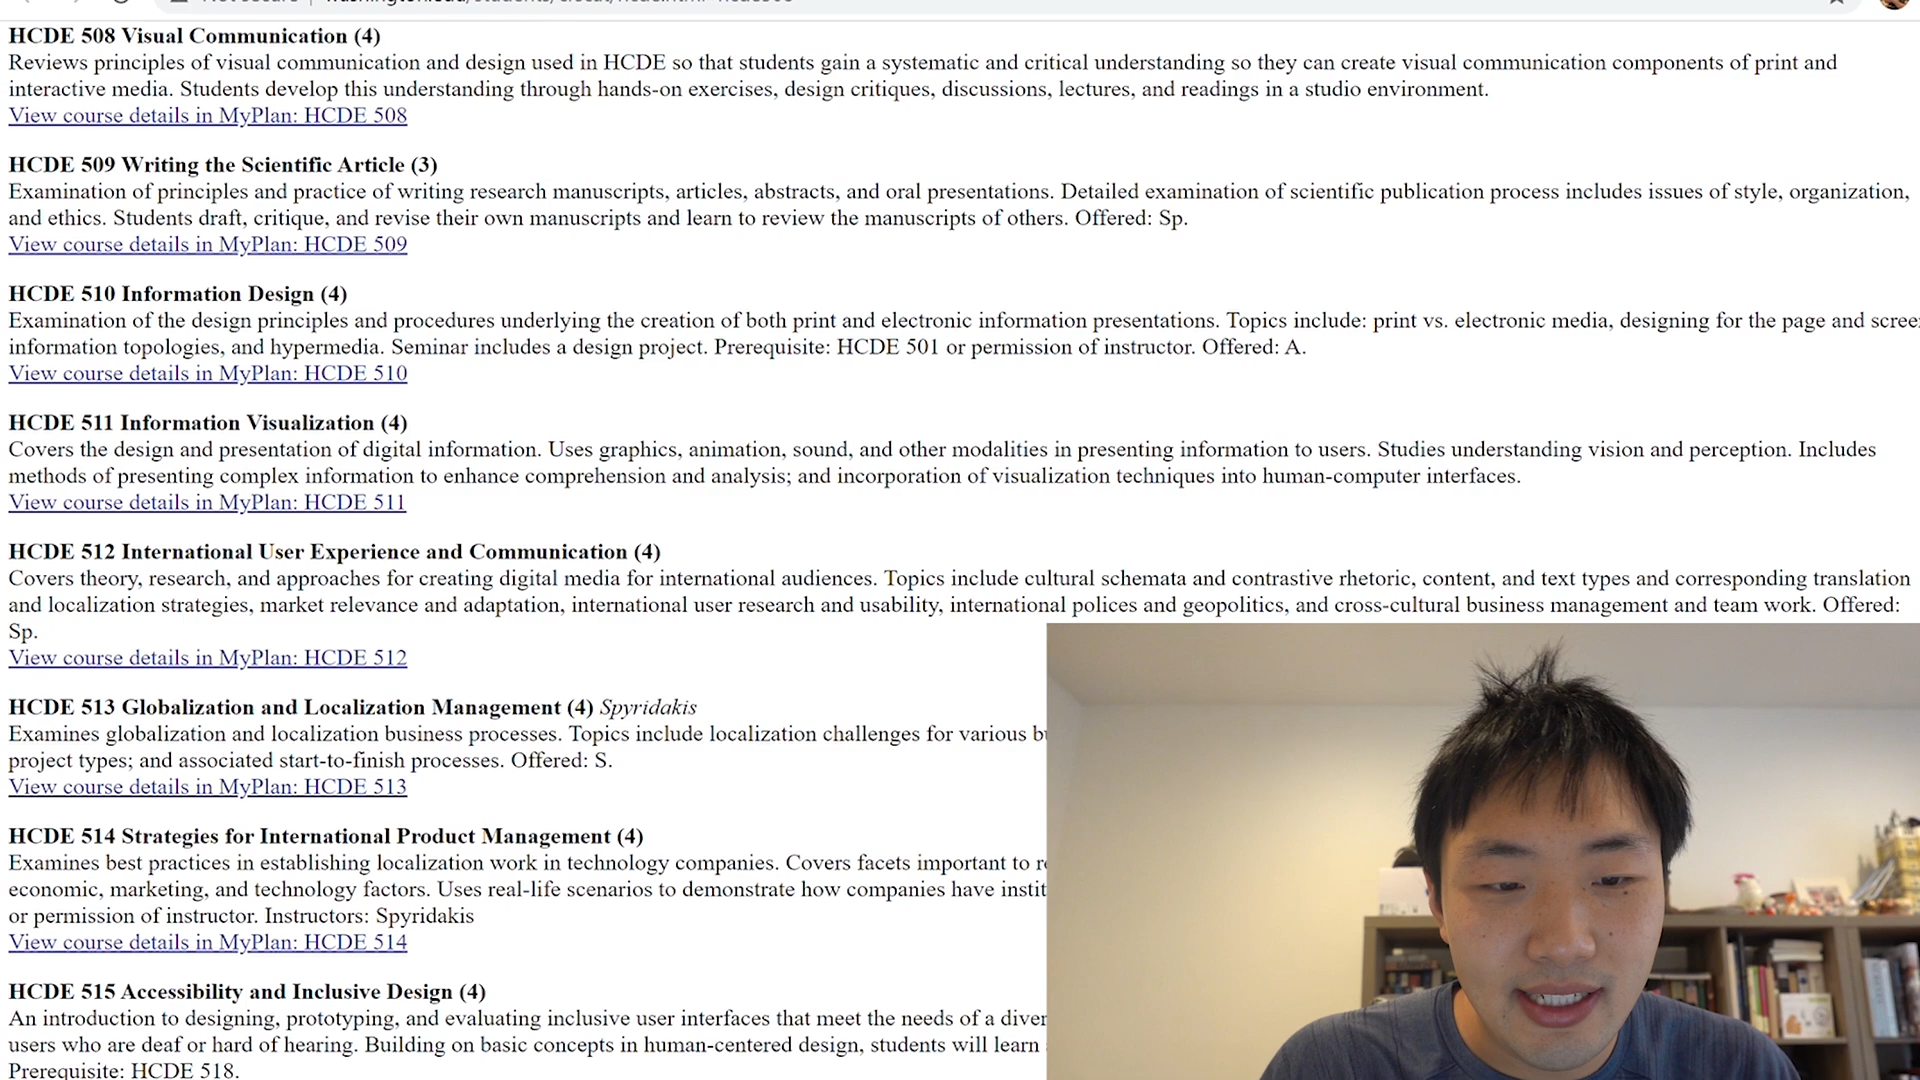 HCDE 508 Visual Communication (4)
Reviews principles of visual communication and design used in HCDE so that students gain a systematic and critical understanding so they can create visual communication components of print and
interactive media. Students develop this understanding through hands-on exercises, design critiques, discussions, lectures, and readings in a studio environment.
View course details in MyPlan: HCDE 508
HCDE 509 Writing the Scientific Article (3)
Examination of principles and practice of writing research manuscripts, articles, abstracts, and oral presentations. Detailed examination of scientific publication process includes issues of style, organization,
and ethics. Students draft, critique, and revise their own manuscripts and learn to review the manuscripts of others. Offered: Sp.
View course details in MyPlan: HCDE 509
HCDE 510 Information Design (4)
Examination of the design principles and procedures underlying the creation of both print and electronic information presentations. Topics include: print vs. electronic media, designing for the page and
information topologies, and hypermedia. Seminar includes a design project. Prerequisite: HCDE 501 or permission of instructor. Offered: A.
View course details in MyPlan: HCDE 510
HCDE 511 Information Visualization (4)
Covers the design and presentation of digital information. Uses graphics, animation, sound, and other modalities in presenting information to users. Studies understanding vision and perception. Includes
methods of presenting complex information to enhance comprehension and analysis; and incorporation of visualization techniques into human-computer interfaces.
View course details in MyPlan: HCDE 511
HCDE 512 International User Experience and Communication (4)
Covers theory, research, and approaches for creating digital media for international audiences. Topics include cultural schemata and contrastive rhetoric, content, and text types and corresponding translation
and localization strategies, market relevance and adaptation, international user research and usability, international polices and geopolitics, and cross-cultural business management and team work. Offered:
Sp.
View course details in MyPlan: HCDE 512
HCDE 513 Globalization and Localization Management (4) Spyridakis
Examines globalization and localization business processes. Topics include localization challenges for various
project types; and associated start-to-finish processes. Offered: S.
View course details in MyPlan: HCDE 513
HCDE 514 Strategies for International Product Management (4)
Examines best practices in establishing localization work in technology companies. Covers facets important to
economic, marketing, and technology factors. Uses real-life scenarios to demonstrate how companies have
or permission of instructor. Instructors: Spyridakis
View course details in MyPlan: HCDE 514
HCDE 515 Accessibility and Inclusive Design (4)
An introduction to designing, prototyping, and evaluating inclusive user interfaces that meet the needs of a
users who are deaf or hard of hearing. Building on basic concepts in human-centered design, students will learn
Prerequisite: HCDE 518.